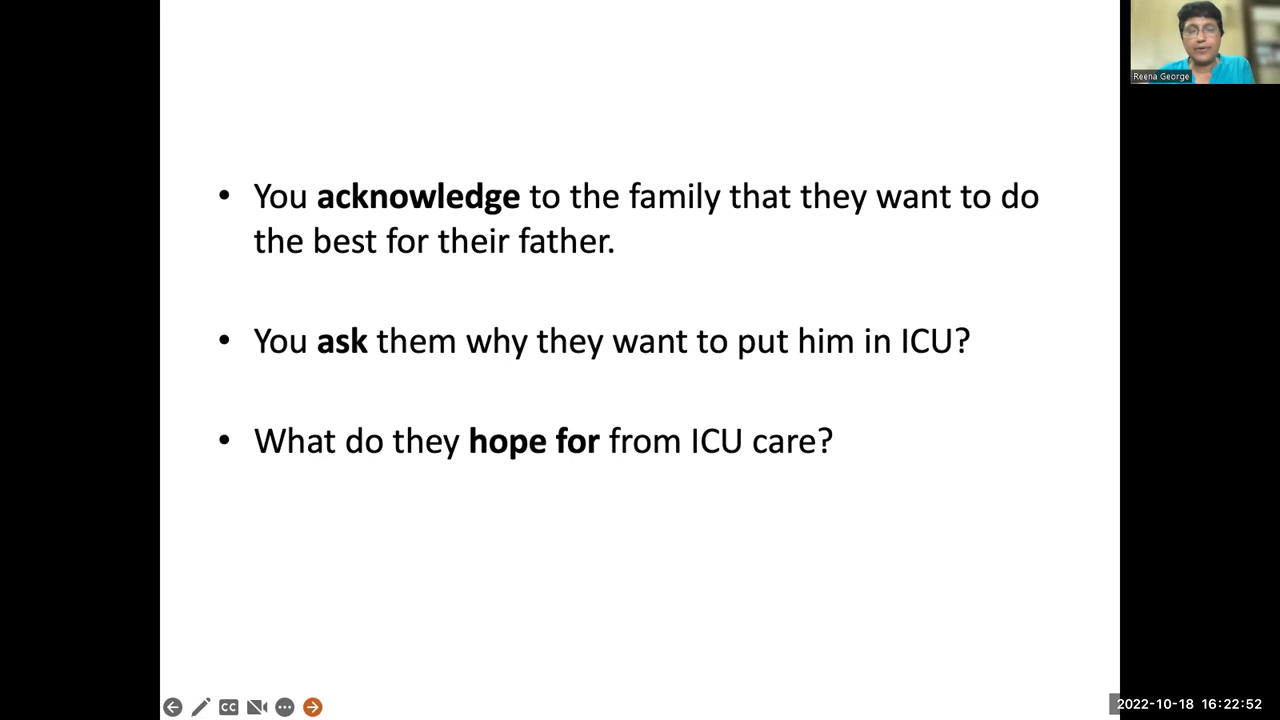 Reena George
• You acknowledge to the family that they want to do
the best for their father.
• You ask them why they want to put him in ICU?
• What do they hope for from ICU care?
CC
2022-10-18 16:22:52